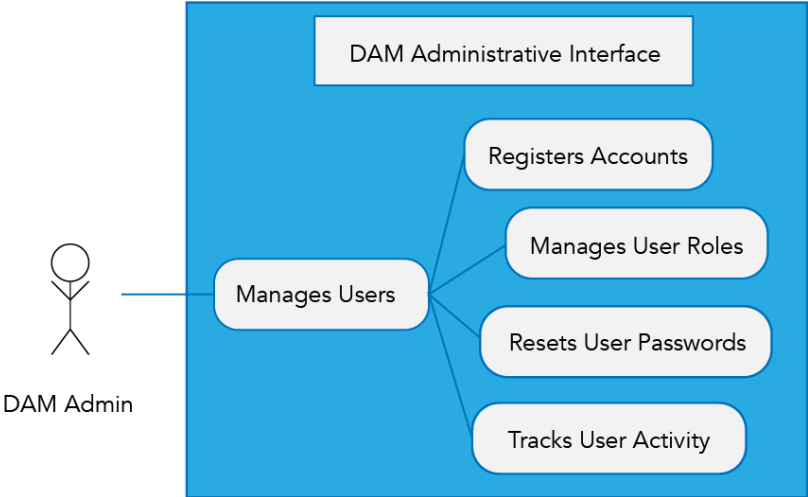 DAM Administrative Interface
Registers Accounts
Manages User Roles
Manages Users
Resets User Passwords
DAM Admin
Tracks User Activity